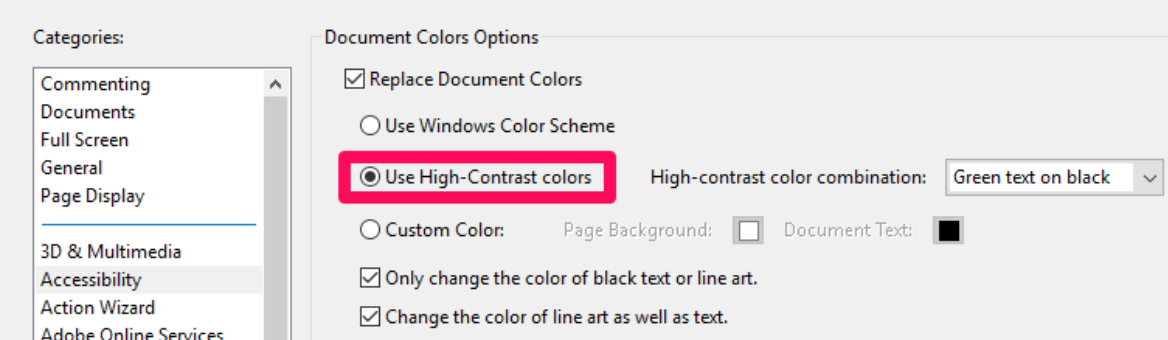 Categories:
Commenting
Documents
Full Screen
General
Page Display
3D & Multimedia
Accessibility
Action Wizard
Adobe Online Services
Document Colors Options
Replace Document Colors
Use Windows Color Scheme
Use High-Contrast colors High-contrast color combination: Green text on black
Custom Color: Page Background: Document Text:
Only change the color of black text or line art.
Change the color of line art as well as text.